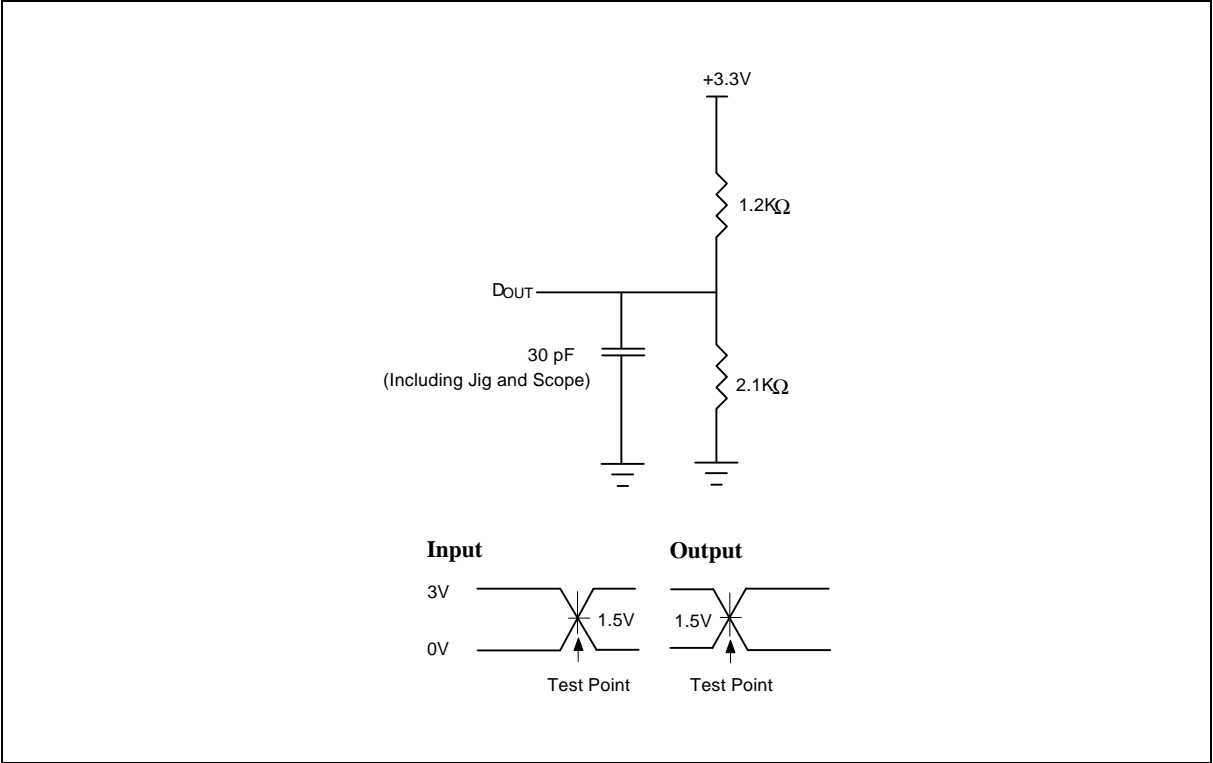 +3.3V
1.2KΩ
DOUT
30 pF
(Including Jig and Scope)
2.1KΩ
Input
Output
3V
1.5V
1.5V
0V
Test Point
Test Point